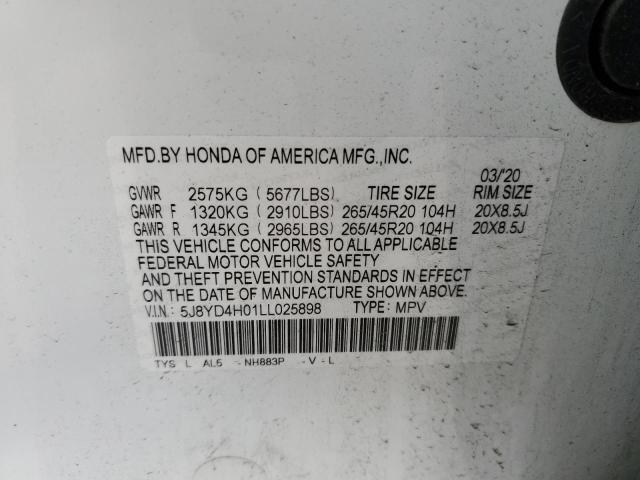 MFD.BY HONDA OF AMERICA MFG.,INC.
03/'20
GVWR 2575KG ( 5677LBS) TIRE SIZE RIM SIZE
GAWR F 1320KG ( 2910LBS) 265/45R20 104H 20X8.5J
GAWR R 1345KG ( 2965LBS) 265/45R20 104H 20X8.5J
THIS VEHICLE CONFORMS TO ALL APPLICABLE
FEDERAL MOTOR VEHICLE SAFETY
AND THEFT PREVENTION STANDARDS IN EFFECT
ON THE DATE OF MANUFACTURE SHOWN ABOVE.
V.I.N.: 5J8YD4H01LL025898 TYPE: MPV
TYS L AL5 - NH883P - V - L